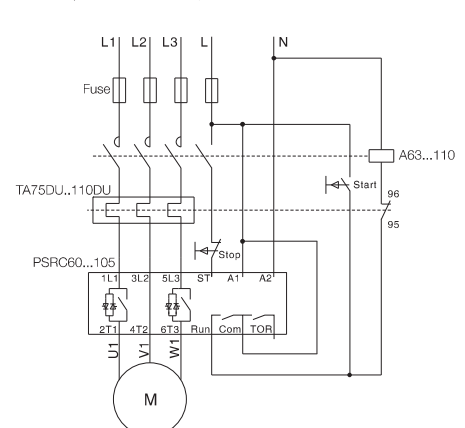 L1 L2 L3 L N
Fuse
A63...110
Start
TA75DU..110DU
96
95
Stop
PSRC60...105
1L1 3L2 5L3 ST A1 A2
2T1 4T2 6T3 Run Com TOR
U1 V1 W1
M